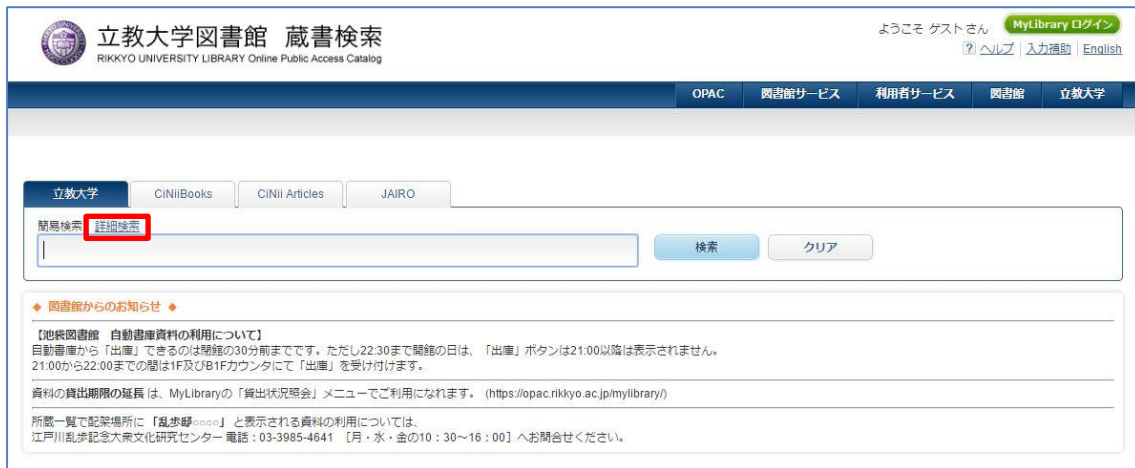 立教大学図書館 蔵書検索
RIKKYO UNIVERSITY LIBRARY Online Public Access Catalog
ようこそ ゲスト さん MyLibrary ログイン
? ヘルプ | 入力補助 | English
OPAC 図書館サービス 利用者サービス 図書館 立教大学
立教大学 CiNiiBooks CiNii Articles JAIRO
簡易検索 詳細検索
検索 クリア
◆ 図書館からのお知らせ ◆
【池袋図書館 自動書庫資料の利用について】
自動書庫から「出庫」できるのは閉館の30分前までです。ただし22:30まで開館の日は、「出庫」ボタンは21:00以降は表示されません。
21:00から22:00までの間は1F及びB1Fカウンタにて「出庫」を受け付けます。
資料の貸出期限の延長 は、MyLibraryの「貸出状況照会」メニューでご利用になれます。 (https://opac.rikkyo.ac.jp/mylibrary/)
所蔵一覧で配架場所に 「乱歩邸○○○○」 と表示される資料の利用については、
江戸川乱歩記念大衆文化研究センター 電話：03-3985-4641 ［月・水・金の10：30～16：00］へお問合せください。